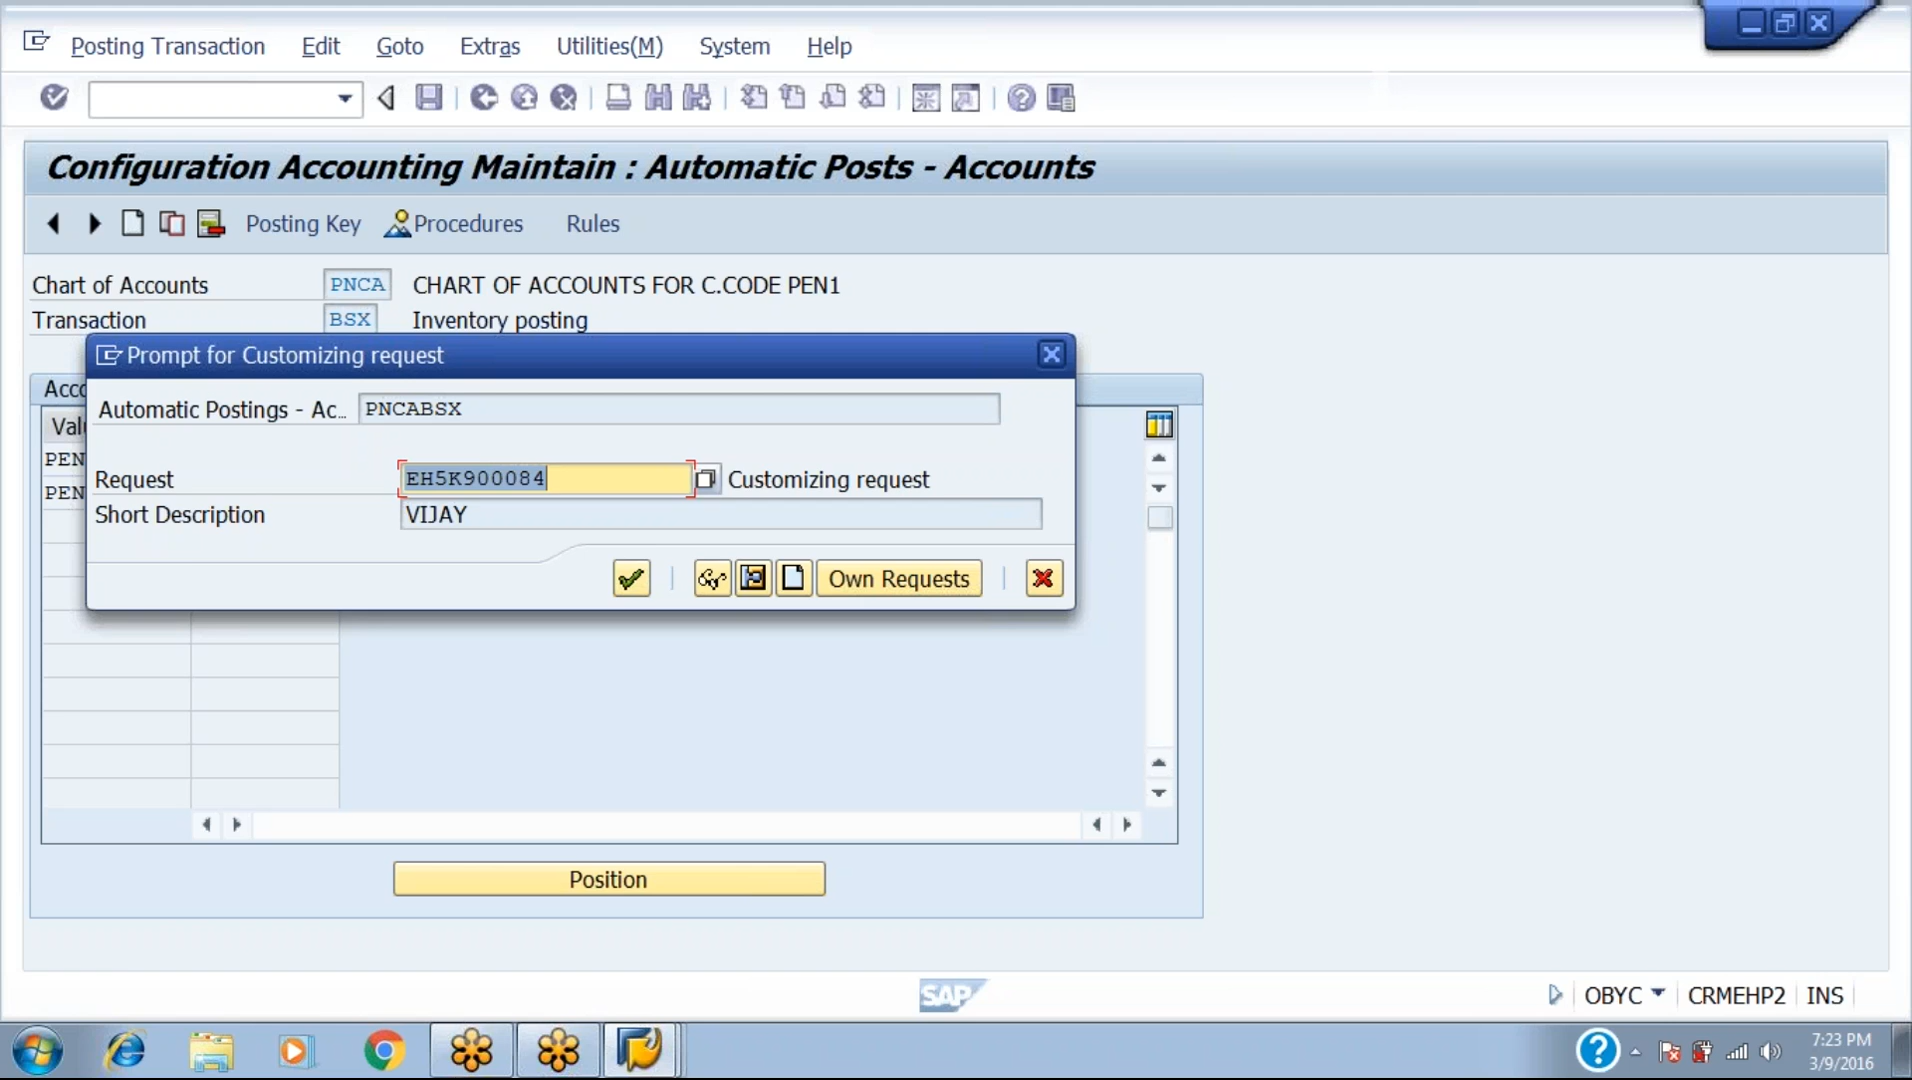 Posting Transaction Edit Goto Extras Utilities(M) System Help
Configuration Accounting Maintain : Automatic Posts - Accounts
Posting Key Procedures Rules
Chart of Accounts PNCA CHART OF ACCOUNTS FOR C.CODE PEN1
Transaction BSX Inventory posting
Prompt for Customizing request
Acco
Automatic Postings - Ac... PNCABSX
Valu
PEN
Request EH5K900084 Customizing request
PEN
Short Description VIJAY
Own Requests
Position
SAP
OBYC CRMEHP2 INS
7:23 PM
3/9/2016